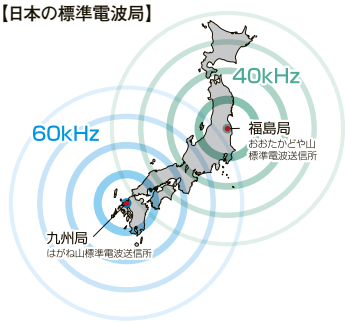 【日本の標準電波局】
40kHz
60kHz
福島局
おおたかどや山
標準電波送信所
九州局
はがね山標準電波送信所